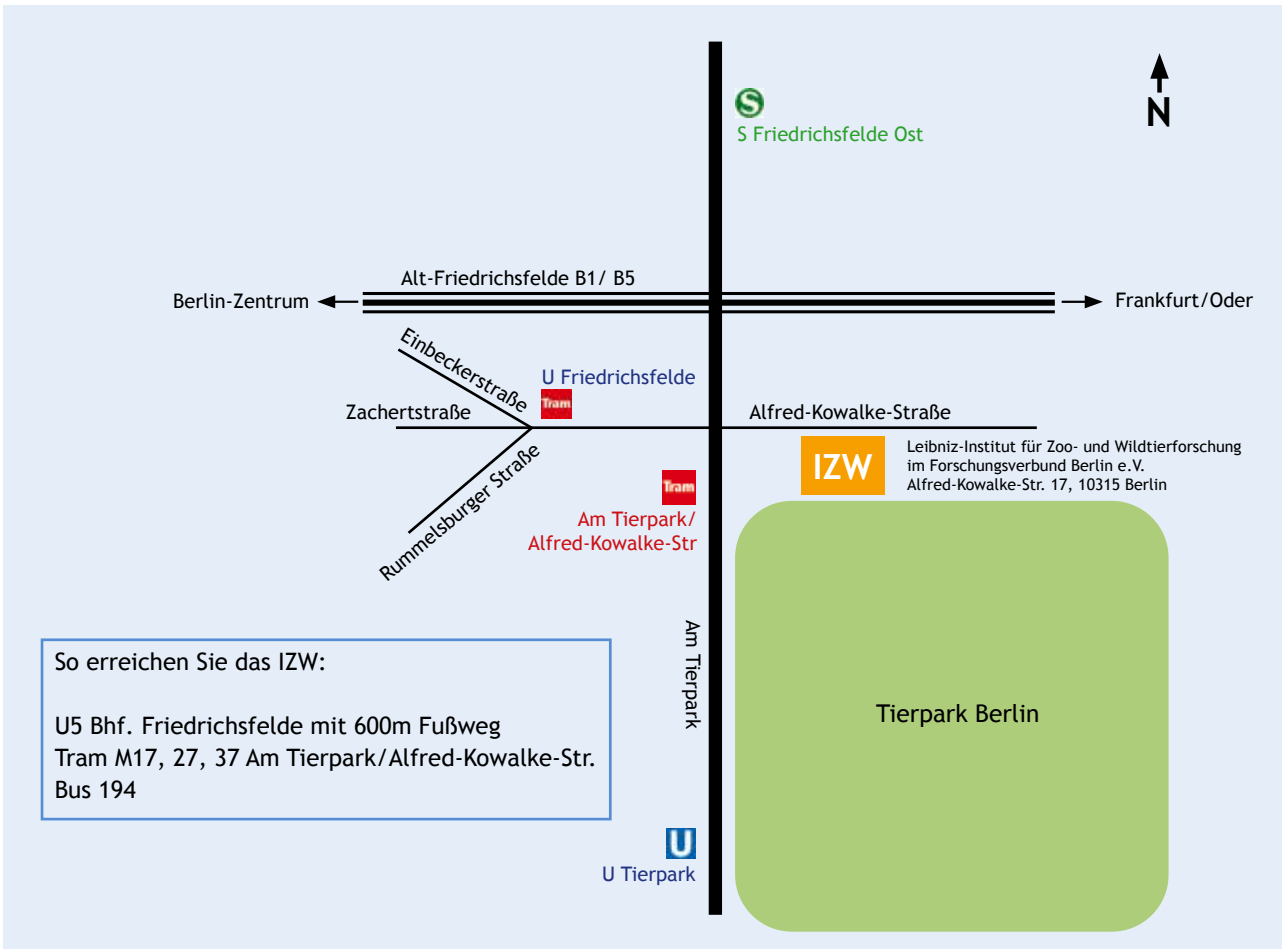 S
S Friedrichsfelde Ost
N
Alt-Friedrichsfelde B1/ B5
Berlin-Zentrum
Frankfurt/Oder
Einbeckerstraße
U Friedrichsfelde
Tram
Zachertstraße
Alfred-Kowalke-Straße
Rummelsburger Straße
IZW
Leibniz-Institut für Zoo- und Wildtierforschung
im Forschungsverbund Berlin e.V.
Alfred-Kowalke-Str. 17, 10315 Berlin
Tram
Am Tierpark/
Alfred-Kowalke-Str
Am Tierpark
Tierpark Berlin
So erreichen Sie das IZW:
U5 Bhf. Friedrichsfelde mit 600m Fußweg
Tram M17, 27, 37 Am Tierpark/Alfred-Kowalke-Str.
Bus 194
U
U Tierpark